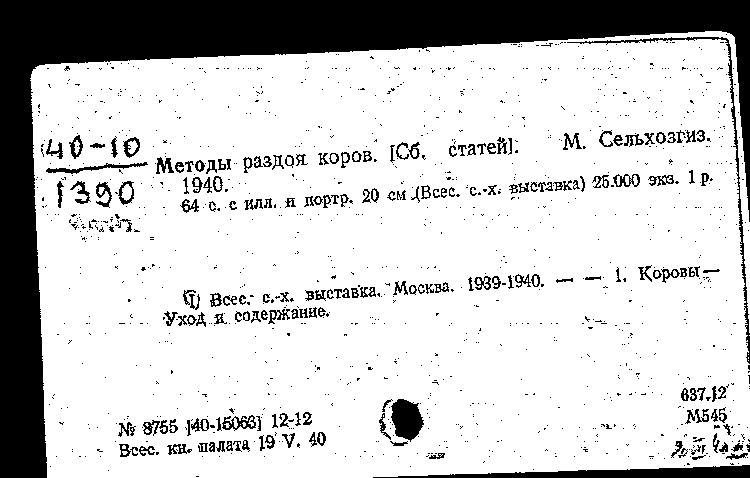 40-10
1390
Методы раздоя коров. [Сб. статей]. М. Сельхозгиз.
1940.
64 с. с илл. и портр. 20 см. (Всес. с.-х. выставка) 25.000 экз. 1 р.
I) Всес. с.-х. выставка. Москва. 1939-1940. — — 1. Коровы—
Уход и содержание.
637.12
М545
№ 8755 [40-15063] 12-12
Всес. кн. палата 19 V. 40